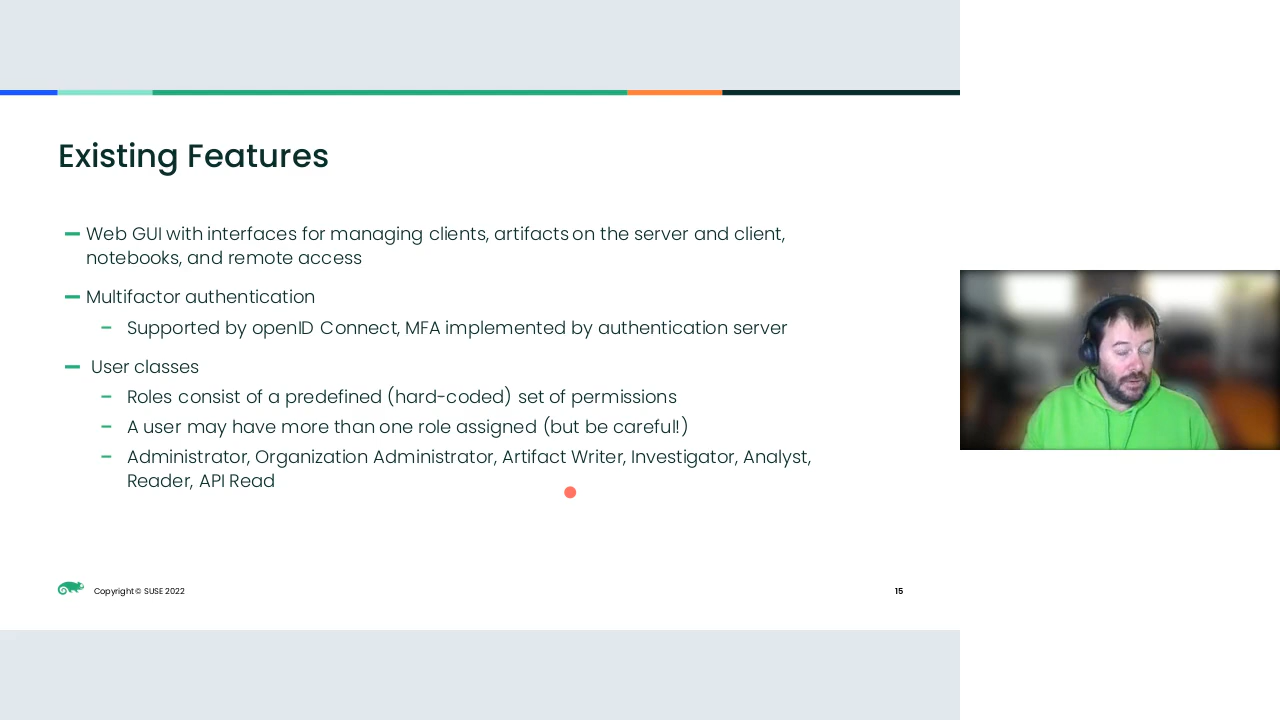 Existing Features
Web GUI with interfaces for managing clients, artifacts on the server and client,
notebooks, and remote access
Multifactor authentication
Supported by openID Connect, MFA implemented by authentication server
User classes
Roles consist of a predefined (hard-coded) set of permissions
A user may have more than one role assigned (but be careful!)
Administrator, Organization Administrator, Artifact Writer, Investigator, Analyst,
Reader, API Read
Copyright © SUSE 2022
15